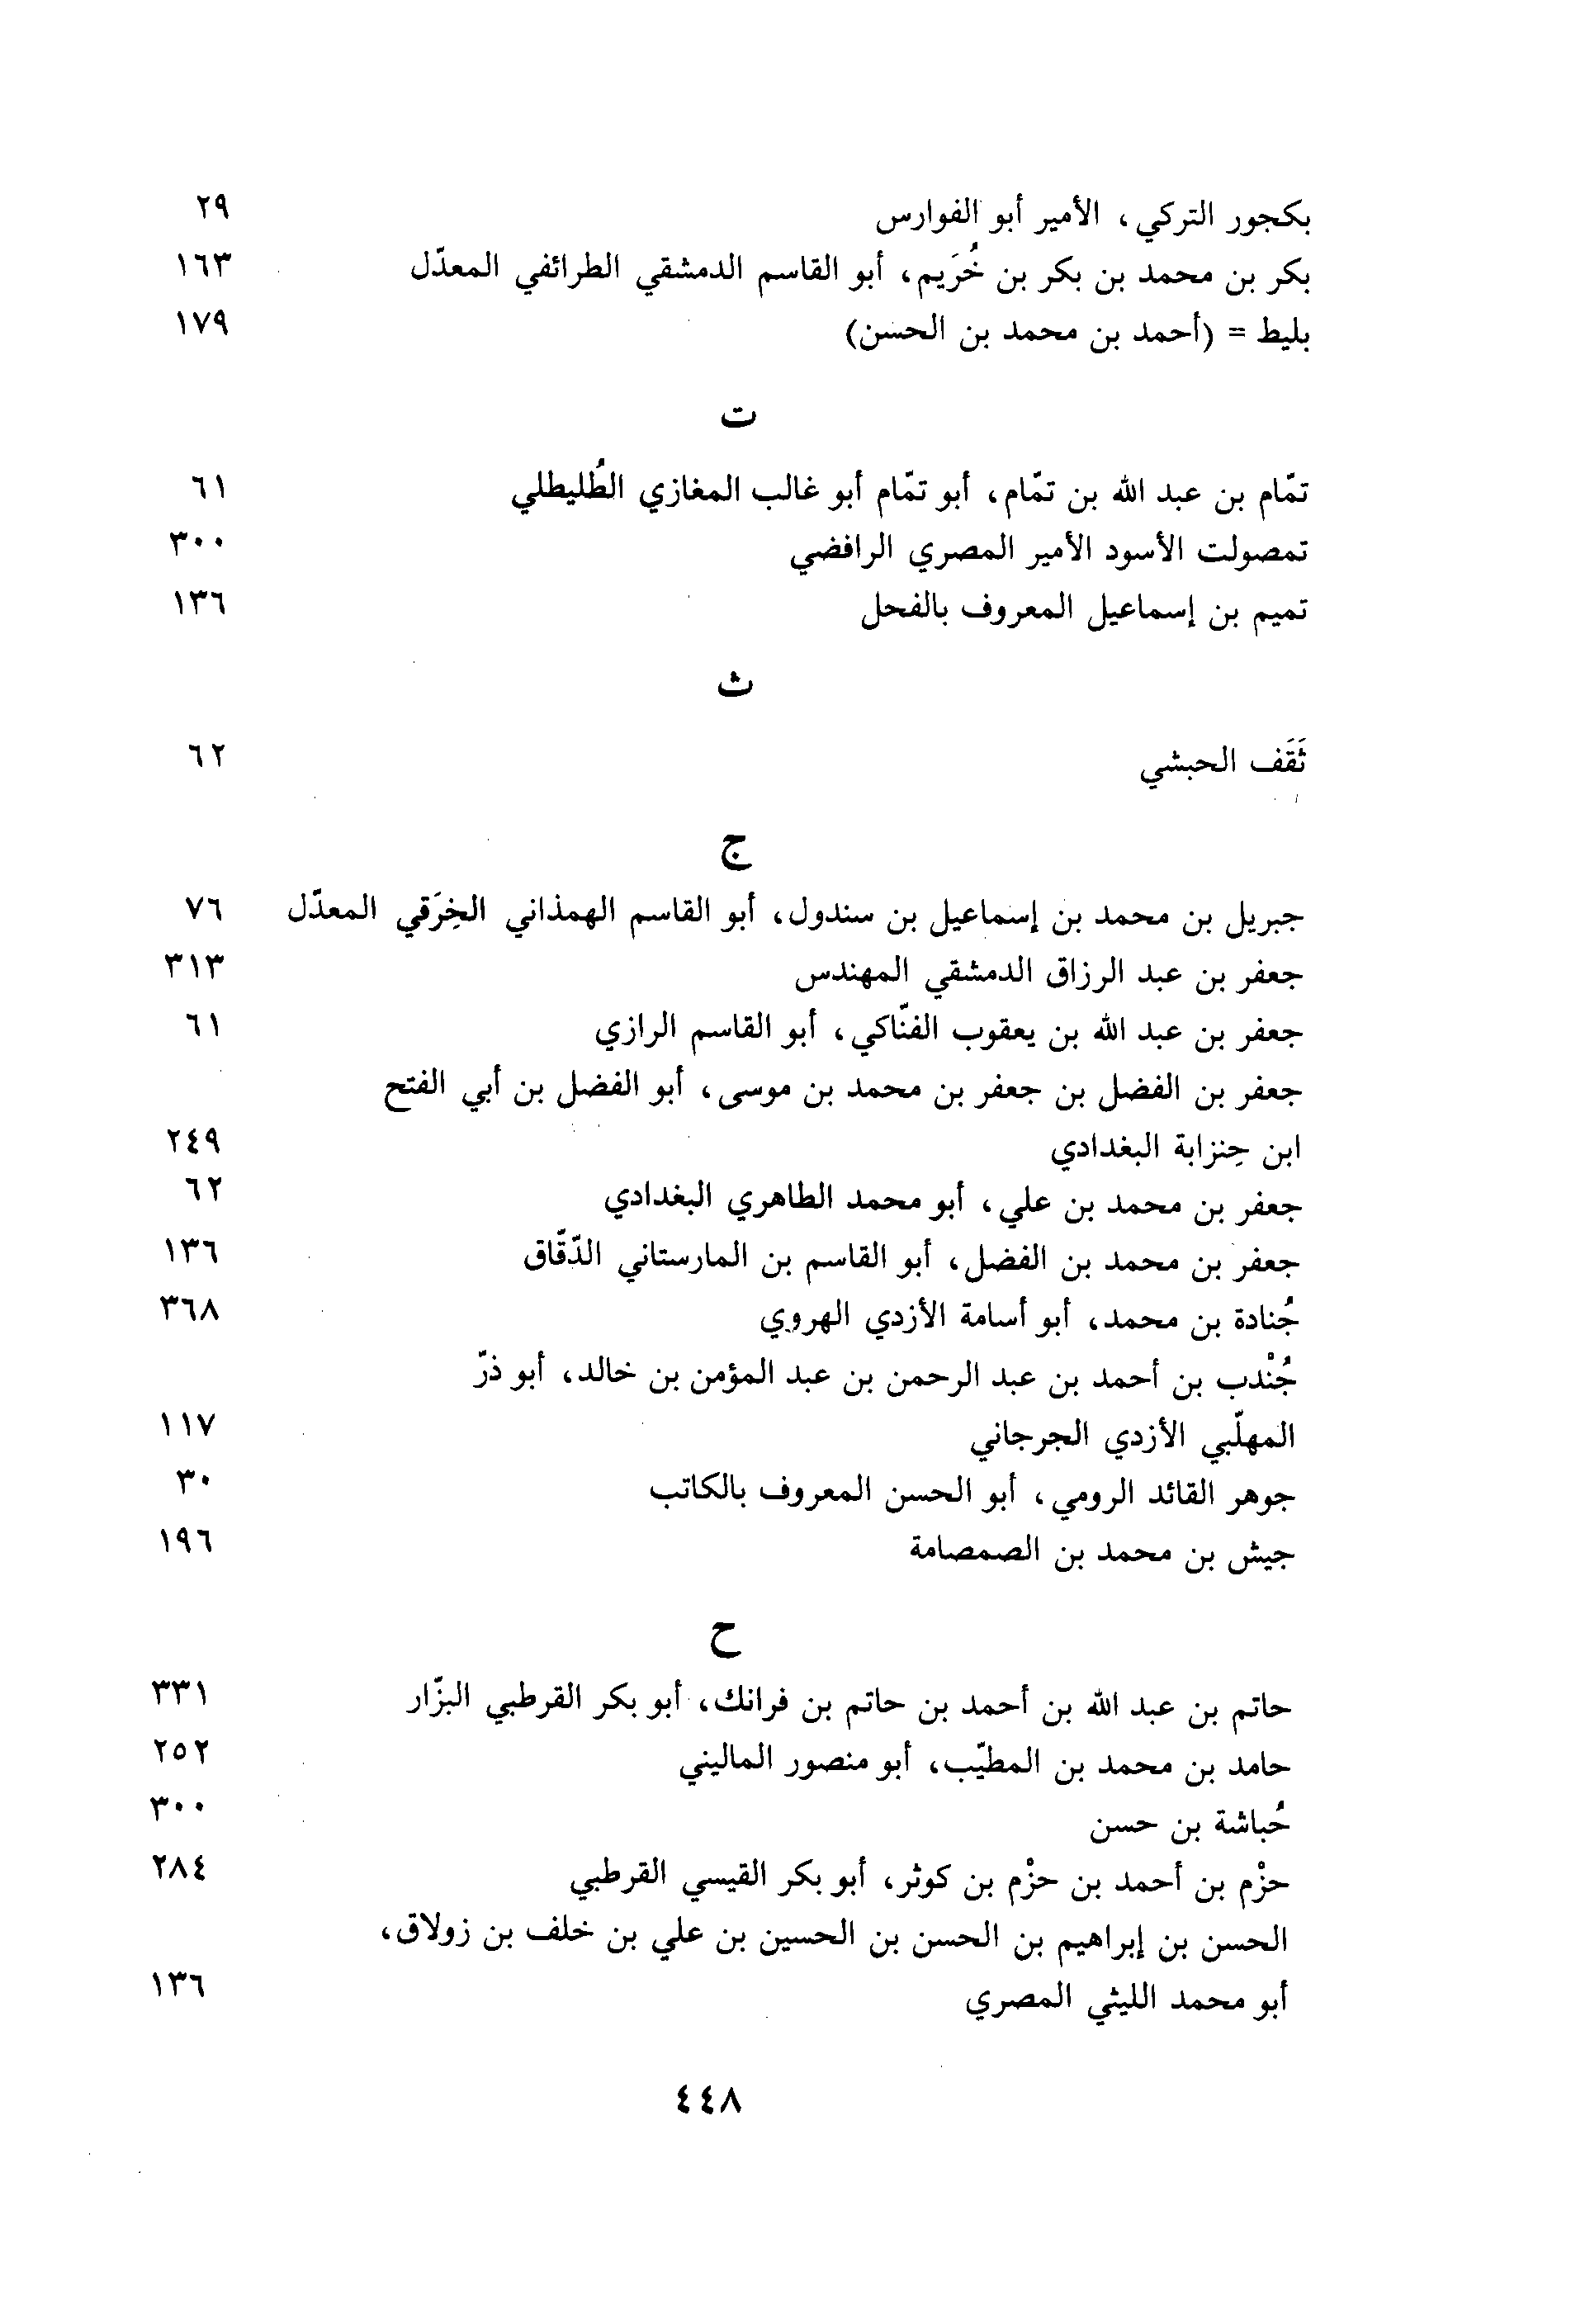 بكجور التركي، الأمير أبو الفوارس ٢٩
بكر بن محمد بن بكر بن خُرَيم، أبو القاسم الدمشقي الطرائفي المعدّل ١٦٣
بليط = (أحمد بن محمد بن الحسن) ١٧٩
ت
تمّام بن عبد الله بن تمّام، أبو تمّام أبو غالب المغازي الطُليطلي ٦١
تمصولت الأسود الأمير المصري الرافضي ٣٠٠
تميم بن إسماعيل المعروف بالفحل ١٣٦
ث
ثَقَف الحبشي ٦٢
ج
جبريل بن محمد بن إسماعيل بن سندول، أبو القاسم الهمذاني الخِرَقي المعدّل ٧٦
جعفر بن عبد الرزاق الدمشقي المهندس ٣١٣
جعفر بن عبد الله بن يعقوب الفنّاكي، أبو القاسم الرازي ٦١
جعفر بن الفضل بن جعفر بن محمد بن موسى، أبو الفضل بن أبي الفتح
ابن حِنزابة البغدادي ٢٤٩
جعفر بن محمد بن علي، أبو محمد الطاهري البغدادي ٦٢
جعفر بن محمد بن الفضل، أبو القاسم بن المارستاني الدّقّاق ١٣٦
جُنادة بن محمد، أبو أسامة الأزدي الهروي ٣٦٨
جُنْدب بن أحمد بن عبد الرحمن بن عبد المؤمن بن خالد، أبو ذرّ
المهلّبي الأزدي الجرجاني ١١٧
جوهر القائد الرومي، أبو الحسن المعروف بالكاتب ٣٠
جيش بن محمد بن الصمصامة ١٩٦
ح
حاتم بن عبد الله بن أحمد بن حاتم بن فرانك، أبو بكر القرطبي البزّار ٣٣١
حامد بن محمد بن المطيّب، أبو منصور الماليني ٢٥٢
حُباشة بن حسن ٣٠٠
حزْم بن أحمد بن حزْم بن كوثر، أبو بكر القيسي القرطبي ٢٨٤
الحسن بن إبراهيم بن الحسن بن الحسين بن علي بن خلف بن زولاق،
أبو محمد الليثي المصري ١٣٦
٤٤٨